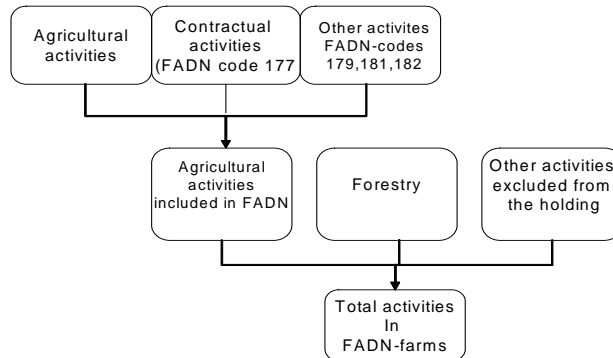 Agricultural
activities
Contractual
activities
(FADN code 177
Other activites
FADN-codes
179,181,182
Agricultural
activities
included in FADN
Forestry
Other activities
excluded from
the holding
Total activities
In
FADN-farms